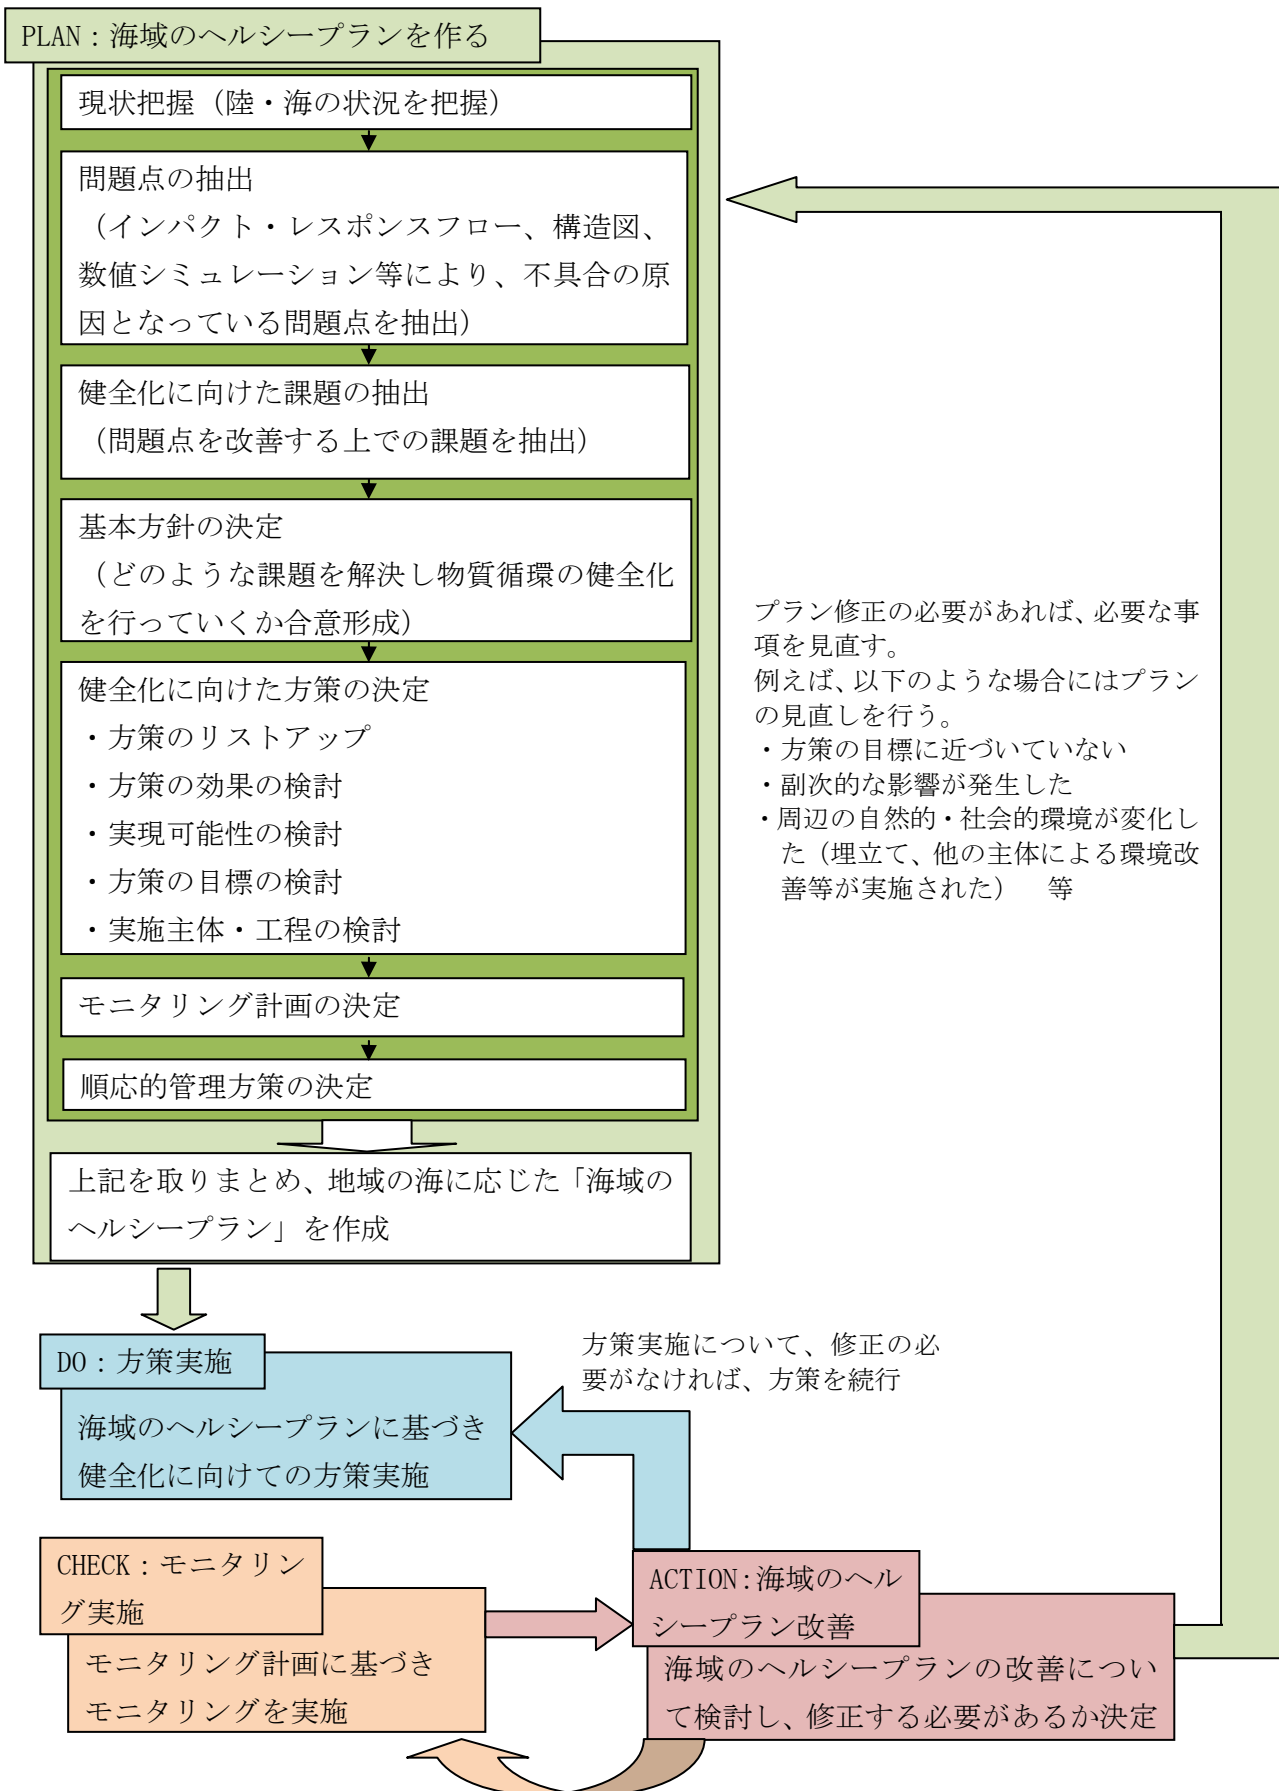 PLAN：海域のヘルシープランを作る
現状把握（陸・海の状況を把握）
問題点の抽出
（インパクト・レスポンスフロー、構造図、
数値シミュレーション等により、不具合の原
因となっている問題点を抽出）
健全化に向けた課題の抽出
（問題点を改善する上での課題を抽出）
基本方針の決定
（どのような課題を解決し物質循環の健全化
を行っていくか合意形成）
健全化に向けた方策の決定
・方策のリストアップ
・方策の効果の検討
・実現可能性の検討
・方策の目標の検討
・実施主体・工程の検討
モニタリング計画の決定
順応的管理方策の決定
上記を取りまとめ、地域の海に応じた「海域の
ヘルシープラン」を作成
プラン修正の必要があれば、必要な事
項を見直す。
例えば、以下のような場合にはプラン
の見直しを行う。
・方策の目標に近づいていない
・副次的な影響が発生した
・周辺の自然的・社会的環境が変化し
た（埋立て、他の主体による環境改
善等が実施された）　等
DO：方策実施
海域のヘルシープランに基づき
健全化に向けての方策実施
方策実施について、修正の必
要がなければ、方策を続行
CHECK：モニタリン
グ実施
モニタリング計画に基づき
モニタリングを実施
ACTION:海域のヘル
シープラン改善
海域のヘルシープランの改善につい
て検討し、修正する必要があるか決定